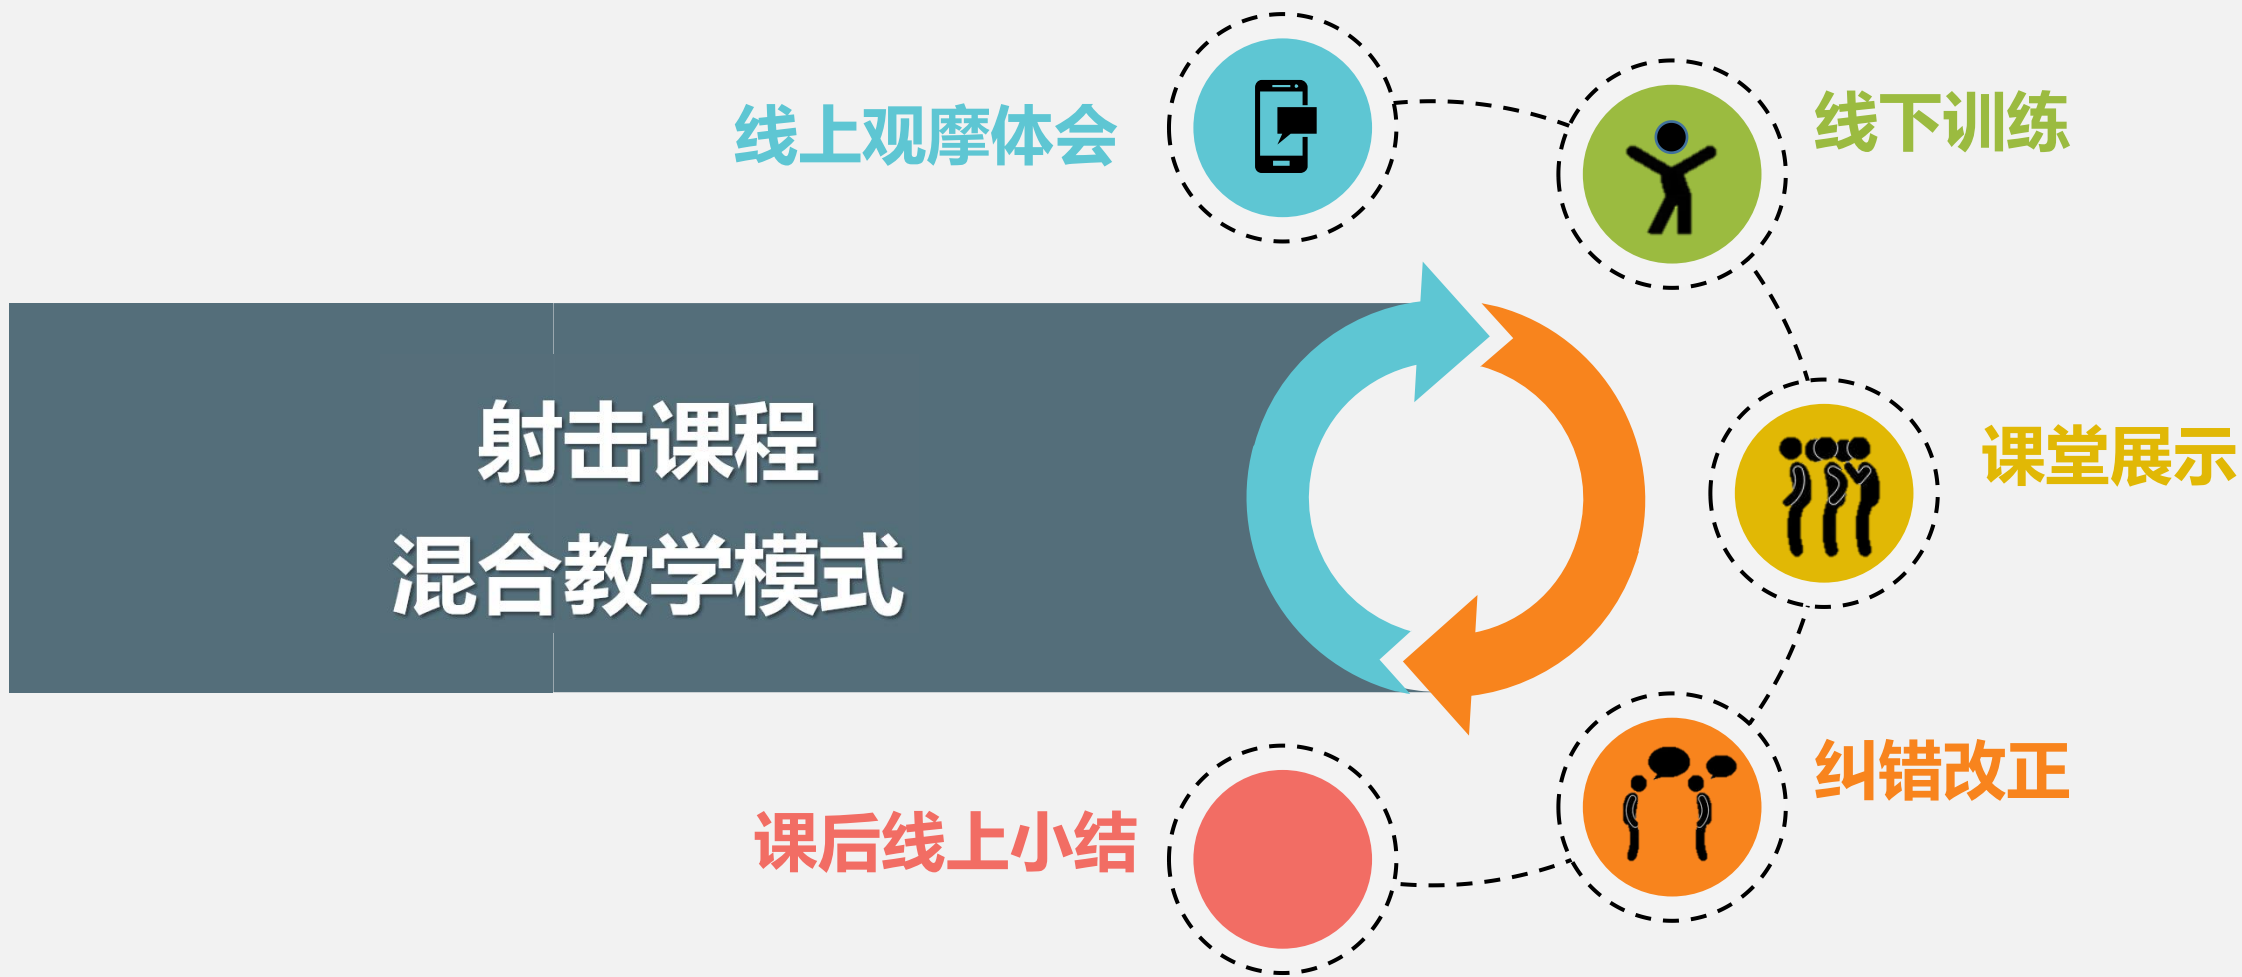 线上观摩体会
线下训练
射击课程
混合教学模式
课堂展示
纠错改正
课后线上小结